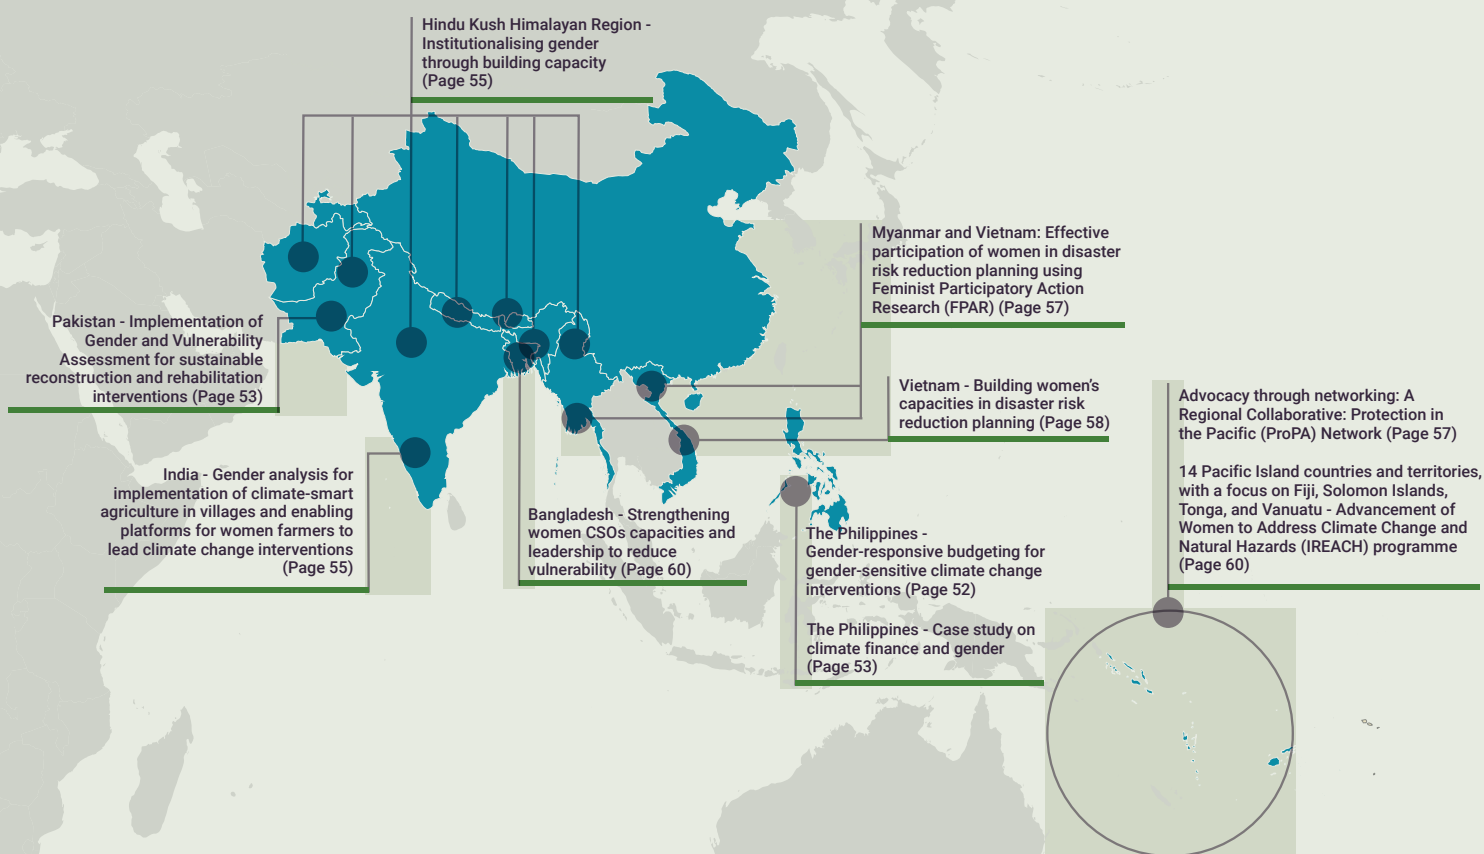 Hindu Kush Himalayan Region -
Institutionalising gender
through building capacity
(Page 55)
Myanmar and Vietnam: Effective
participation of women in disaster
risk reduction planning using
Feminist Participatory Action
Research (FPAR) (Page 57)
Pakistan - Implementation of
Gender and Vulnerability
Assessment for sustainable
reconstruction and rehabilitation
interventions (Page 53)
Vietnam - Building women’s
capacities in disaster risk
reduction planning (Page 58)
Advocacy through networking: A
Regional Collaborative: Protection in
the Pacific (ProPA) Network (Page 57)
14 Pacific Island countries and territories,
with a focus on Fiji, Solomon Islands,
Tonga, and Vanuatu - Advancement of
Women to Address Climate Change and
Natural Hazards (IREACH) programme
(Page 60)
India - Gender analysis for
implementation of climate-smart
agriculture in villages and enabling
platforms for women farmers to
lead climate change interventions
(Page 55)
Bangladesh - Strengthening
women CSOs capacities and
leadership to reduce
vulnerability (Page 60)
The Philippines -
Gender-responsive budgeting for
gender-sensitive climate change
interventions (Page 52)
The Philippines - Case study on
climate finance and gender
(Page 53)